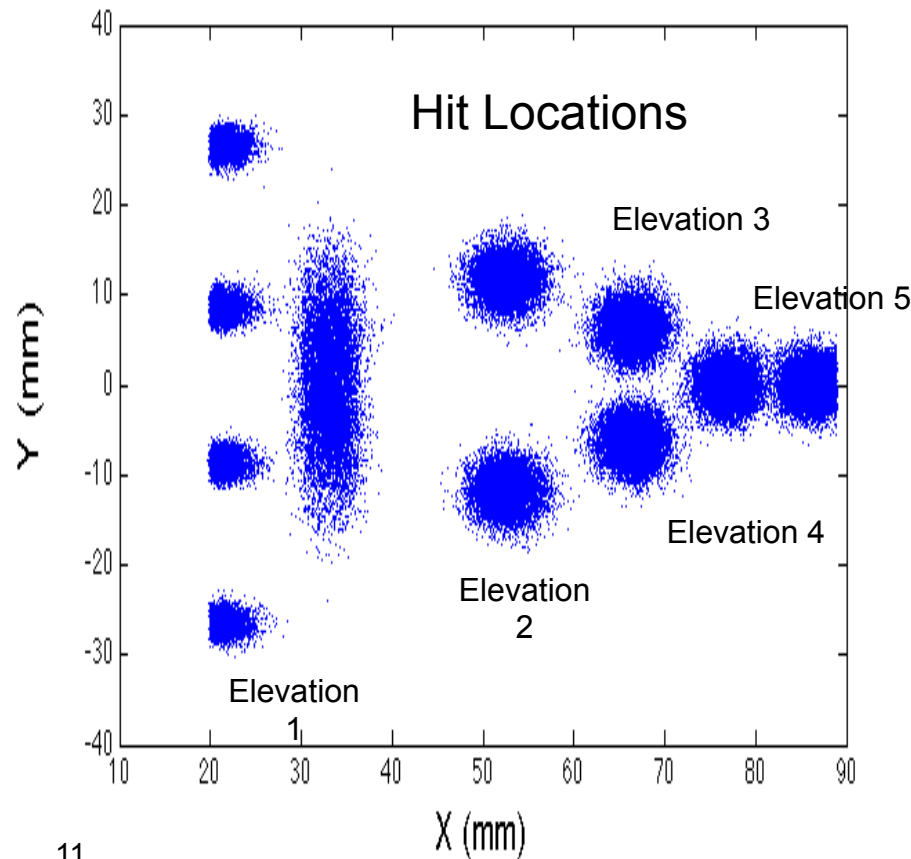 40
30
Hit Locations
20
Elevation 3
10
Elevation 5
0
Y (mm)
-10
Elevation 4
-20
Elevation
2
-30
Elevation
1
-40
10 20 30 40 50 60 70 80 90
X (mm)
11